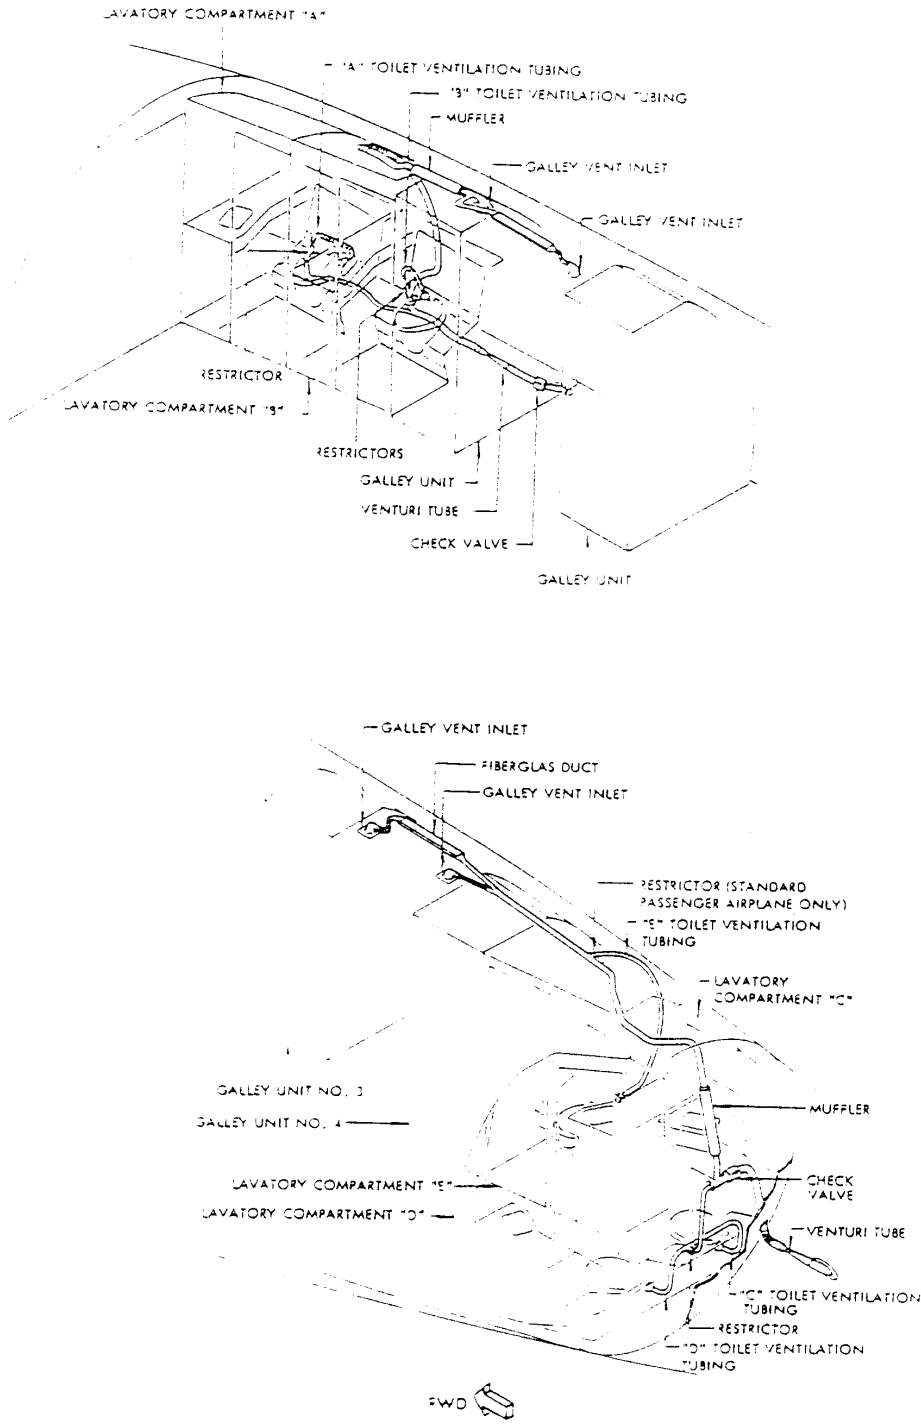 LAVATORY COMPARTMENT "A"
"A" TOILET VENTILATION TUBING
"B" TOILET VENTILATION TUBING
MUFFLER
GALLEY VENT INLET
GALLEY VENT INLET
RESTRICTOR
LAVATORY COMPARTMENT "B"
RESTRICTORS
GALLEY UNIT
VENTURI TUBE
CHECK VALVE
GALLEY UNIT
GALLEY VENT INLET
FIBERGLAS DUCT
GALLEY VENT INLET
RESTRICTOR (STANDARD
PASSENGER AIRPLANE ONLY)
"E" TOILET VENTILATION
TUBING
LAVATORY
COMPARTMENT "C"
GALLEY UNIT NO. 3
GALLEY UNIT NO. 4
MUFFLER
LAVATORY COMPARTMENT "E"
LAVATORY COMPARTMENT "D"
CHECK
VALVE
VENTURI TUBE
"C" TOILET VENTILATION
TUBING
RESTRICTOR
"D" TOILET VENTILATION
TUBING
FWD